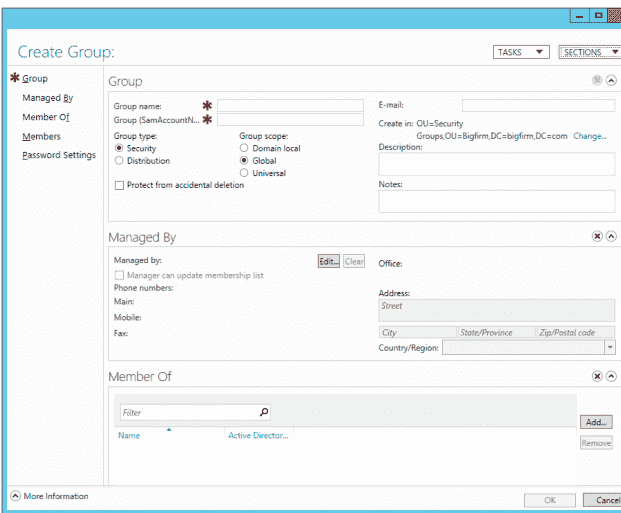 Create Group:
TASKS SECTIONS
Group
Managed By
Member Of
Members
Password Settings
Group
Group name:
Group (SamAccountN...
Group type:
Security
Distribution
Group scope:
Domain local
Global
Universal
Protect from accidental deletion
E-mail:
Create in: OU=Security
Groups,OU=Bigfirm,DC=bigfirm,DC=com Change...
Description:
Notes:
Managed By
Managed by:
Edit... Clear
Manager can update membership list
Phone numbers:
Main:
Mobile:
Fax:
Office:
Address:
Street
City State/Province Zip/Postal code
Country/Region:
Member Of
Filter
Name Active Director...
Add...
Remove
More Information
OK Cancel